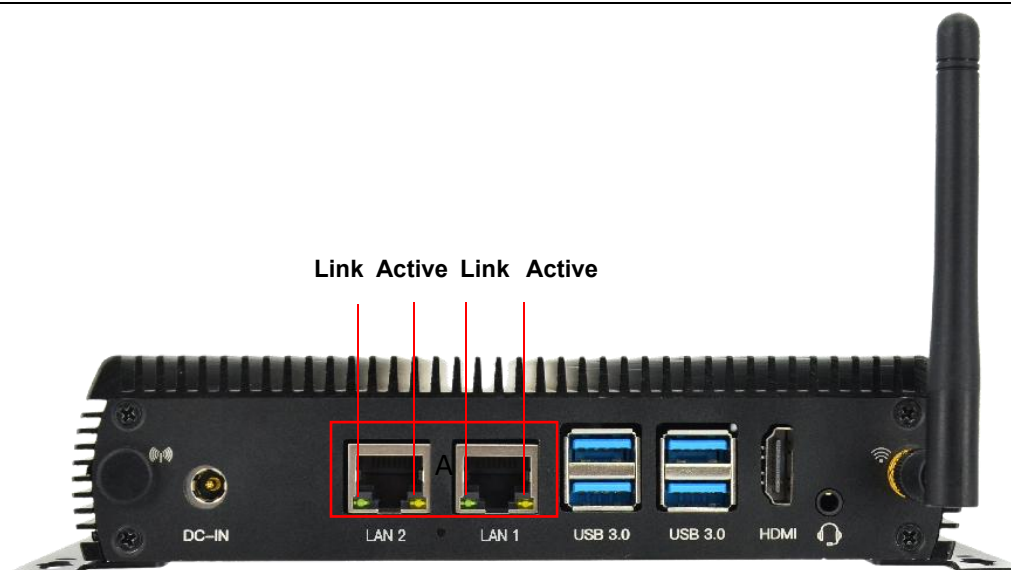 Link Active Link Active
A
DC-IN LAN 2 LAN 1 USB 3.0 USB 3.0 HDMI